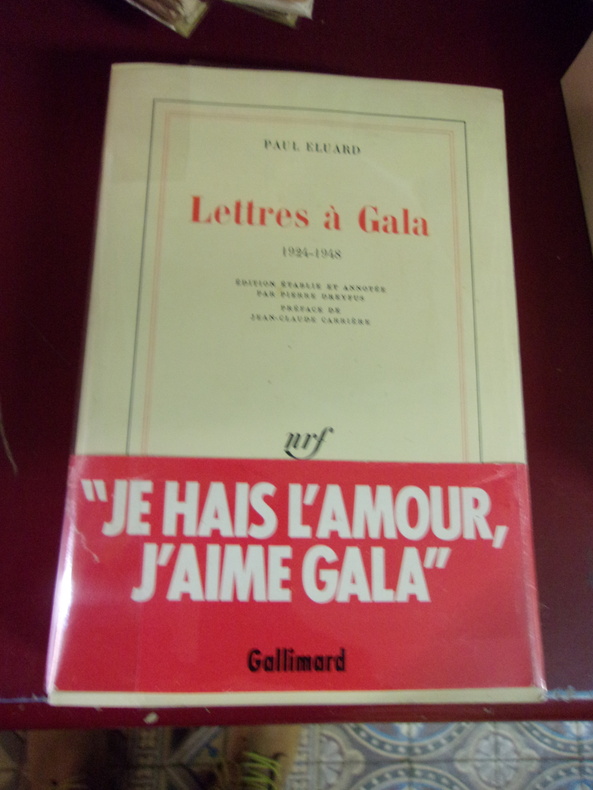 PAUL ELUARD
Lettres à Gala
1924-1948
ÉDITION ÉTABLIE ET ANNOTÉE
PAR PIERRE DREYFUS
PRÉFACE DE
JEAN-CLAUDE CARRIÈRE
nrf
"JE HAIS L'AMOUR,
J'AIME GALA"
Gallimard